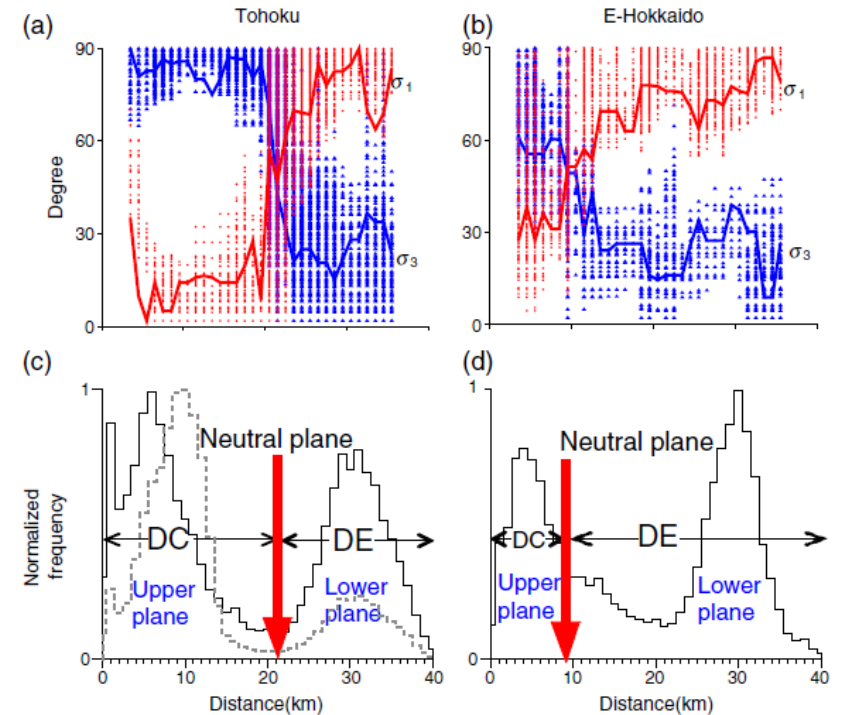 (a)
Tohoku
(b)
E-Hokkaido
90
60
30
0
Degree
σ1
σ3
90
60
30
0
σ1
σ3
(c)
(d)
1
0
Normalized
frequency
Neutral plane
DC
DE
Upper
plane
Lower
plane
0
10
20
30
40
Distance(km)
1
0
Neutral plane
DC
DE
Upper
plane
Lower
plane
0
10
20
30
40
Distance(km)